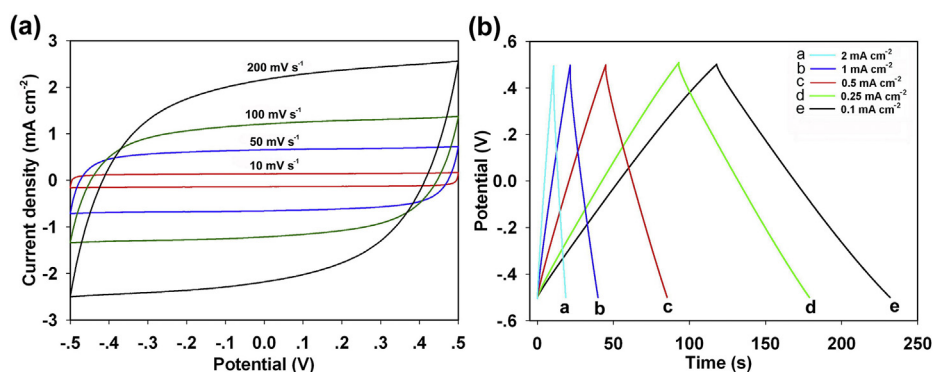 (a)
3
2
1
0
-1
-2
-3
Current density (mA cm⁻²)
200 mV s⁻¹
100 mV s⁻¹
50 mV s⁻¹
10 mV s⁻¹
-.5 -.4 -.3 -.2 -.1 0.0 .1 .2 .3 .4 .5
Potential (V)
(b)
.6
.4
.2
0.0
-.2
-.4
-.6
Potential (V)
a 2 mA cm⁻²
b 1 mA cm⁻²
c 0.5 mA cm⁻²
d 0.25 mA cm⁻²
e 0.1 mA cm⁻²
a b c d e
0 50 100 150 200 250
Time (s)